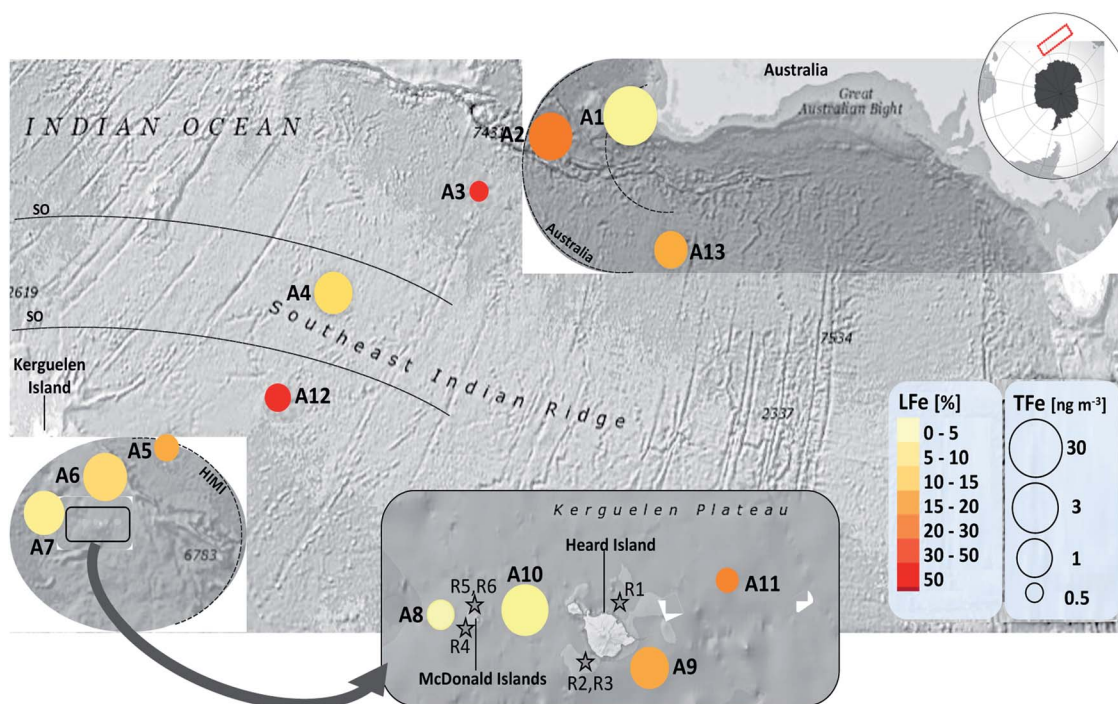 Australia
Great
Australian Bight
INDIAN OCEAN
A1
A2
A3
SO
Australia
A13
A4
2619
SO
Southeast Indian Ridge
7534
Kerguelen
Island
A12
2337
LFe [%]
0 - 5
5 - 10
10 - 15
15 - 20
20 - 30
30 - 50
50
TFe [ng m⁻³]
30
3
1
0.5
A5
A6
HIMI
A7
6783
Kerguelen Plateau
Heard Island
A10
R5,R6
R1
A11
A8
R4
A9
McDonald Islands
R2,R3